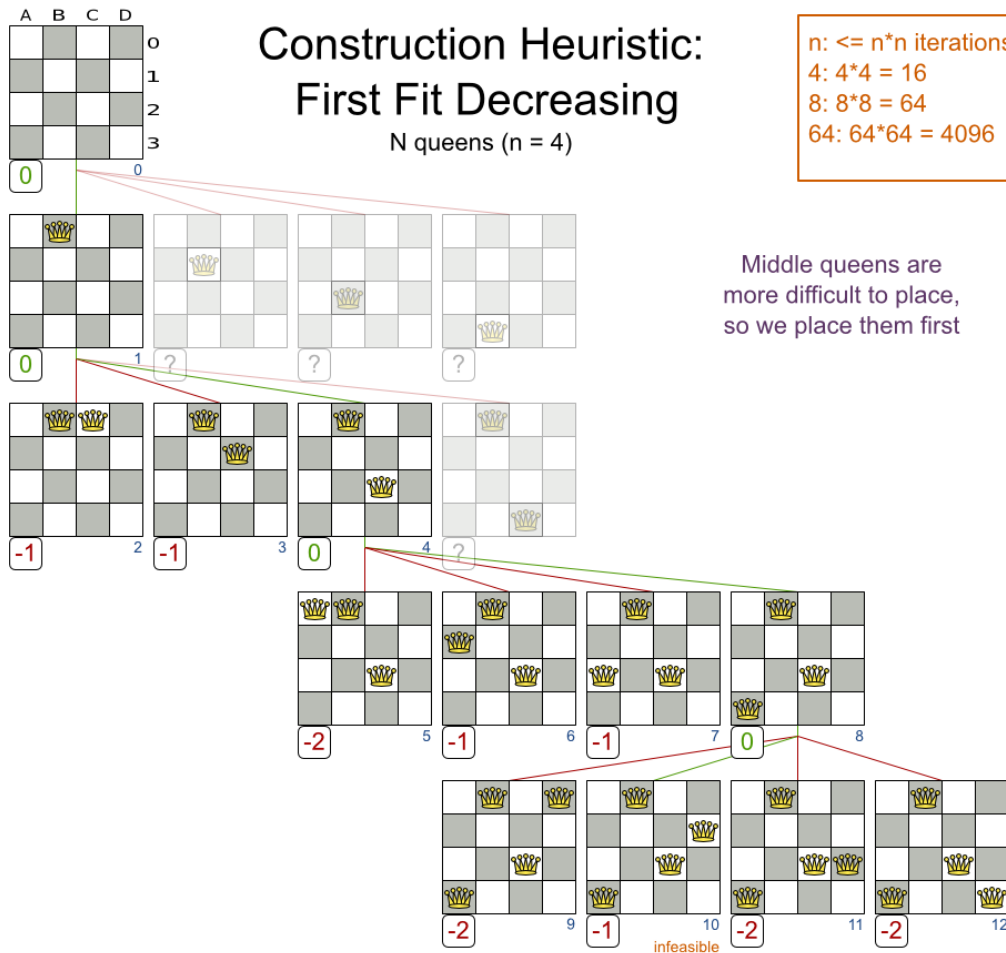 A B C D
0
1
2
3
Construction Heuristic:
First Fit Decreasing
N queens (n = 4)
n: <= n*n iterations
4: 4*4 = 16
8: 8*8 = 64
64: 64*64 = 4096
0 0
Middle queens are
more difficult to place,
so we place them first
0 1 ? ? ?
-1 2 -1 3 0 4 ?
-2 5 -1 6 -1 7 0 8
-2 9 -1 10 -2 11 -2 12
infeasible